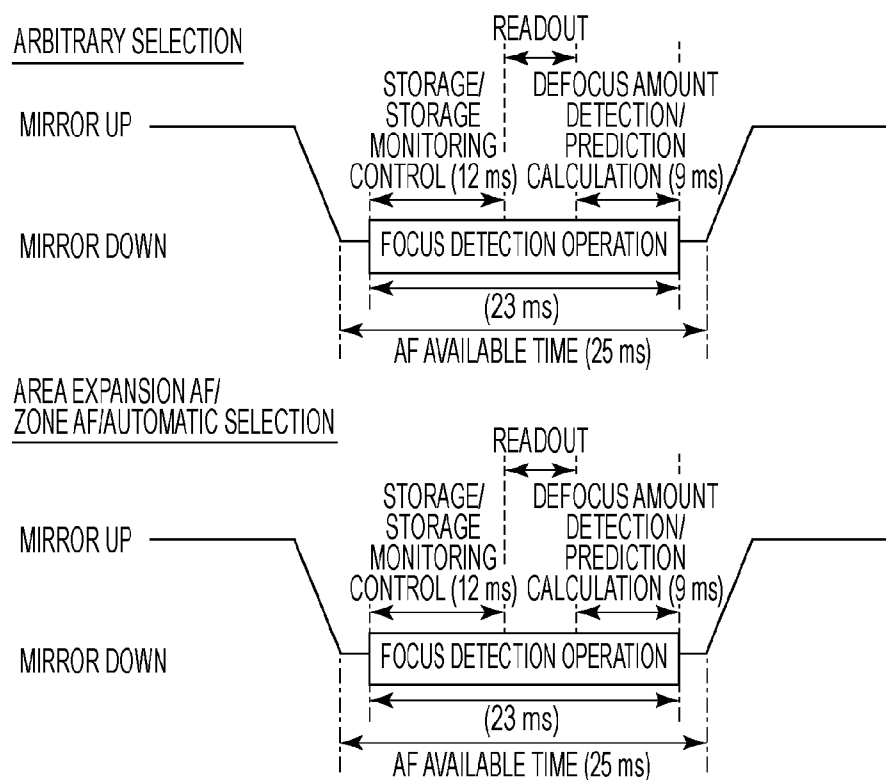 ARBITRARY SELECTION
READOUT
STORAGE/
STORAGE
MONITORING
CONTROL (12 ms)
DEFOCUS AMOUNT
DETECTION/
PREDICTION
CALCULATION (9 ms)
MIRROR UP
MIRROR DOWN
FOCUS DETECTION OPERATION
(23 ms)
AF AVAILABLE TIME (25 ms)
AREA EXPANSION AF/
ZONE AF/AUTOMATIC SELECTION
READOUT
STORAGE/
STORAGE
MONITORING
CONTROL (12 ms)
DEFOCUS AMOUNT
DETECTION/
PREDICTION
CALCULATION (9 ms)
MIRROR UP
MIRROR DOWN
FOCUS DETECTION OPERATION
(23 ms)
AF AVAILABLE TIME (25 ms)